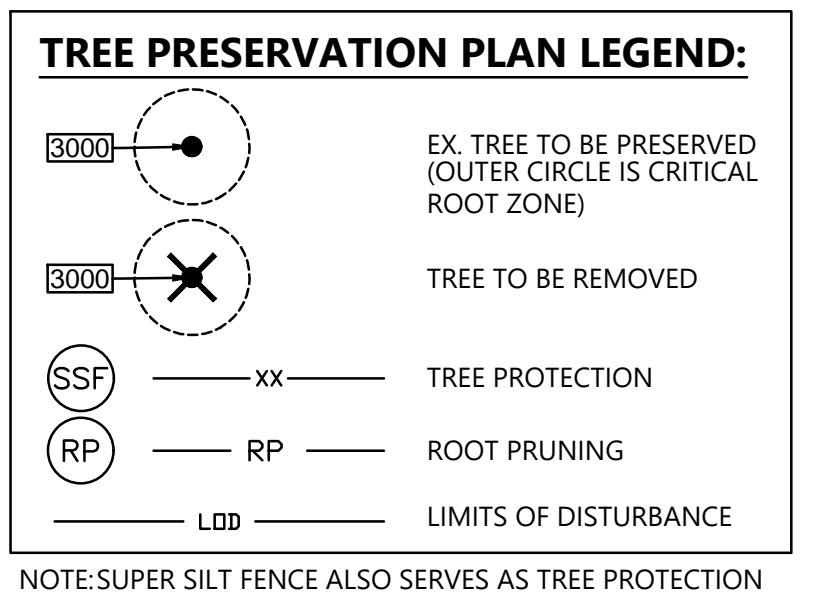 TREE PRESERVATION PLAN LEGEND:
3000 EX. TREE TO BE PRESERVED
(OUTER CIRCLE IS CRITICAL
ROOT ZONE)
3000 TREE TO BE REMOVED
SSF XX TREE PROTECTION
RP RP ROOT PRUNING
LOD LIMITS OF DISTURBANCE
NOTE: SUPER SILT FENCE ALSO SERVES AS TREE PROTECTION